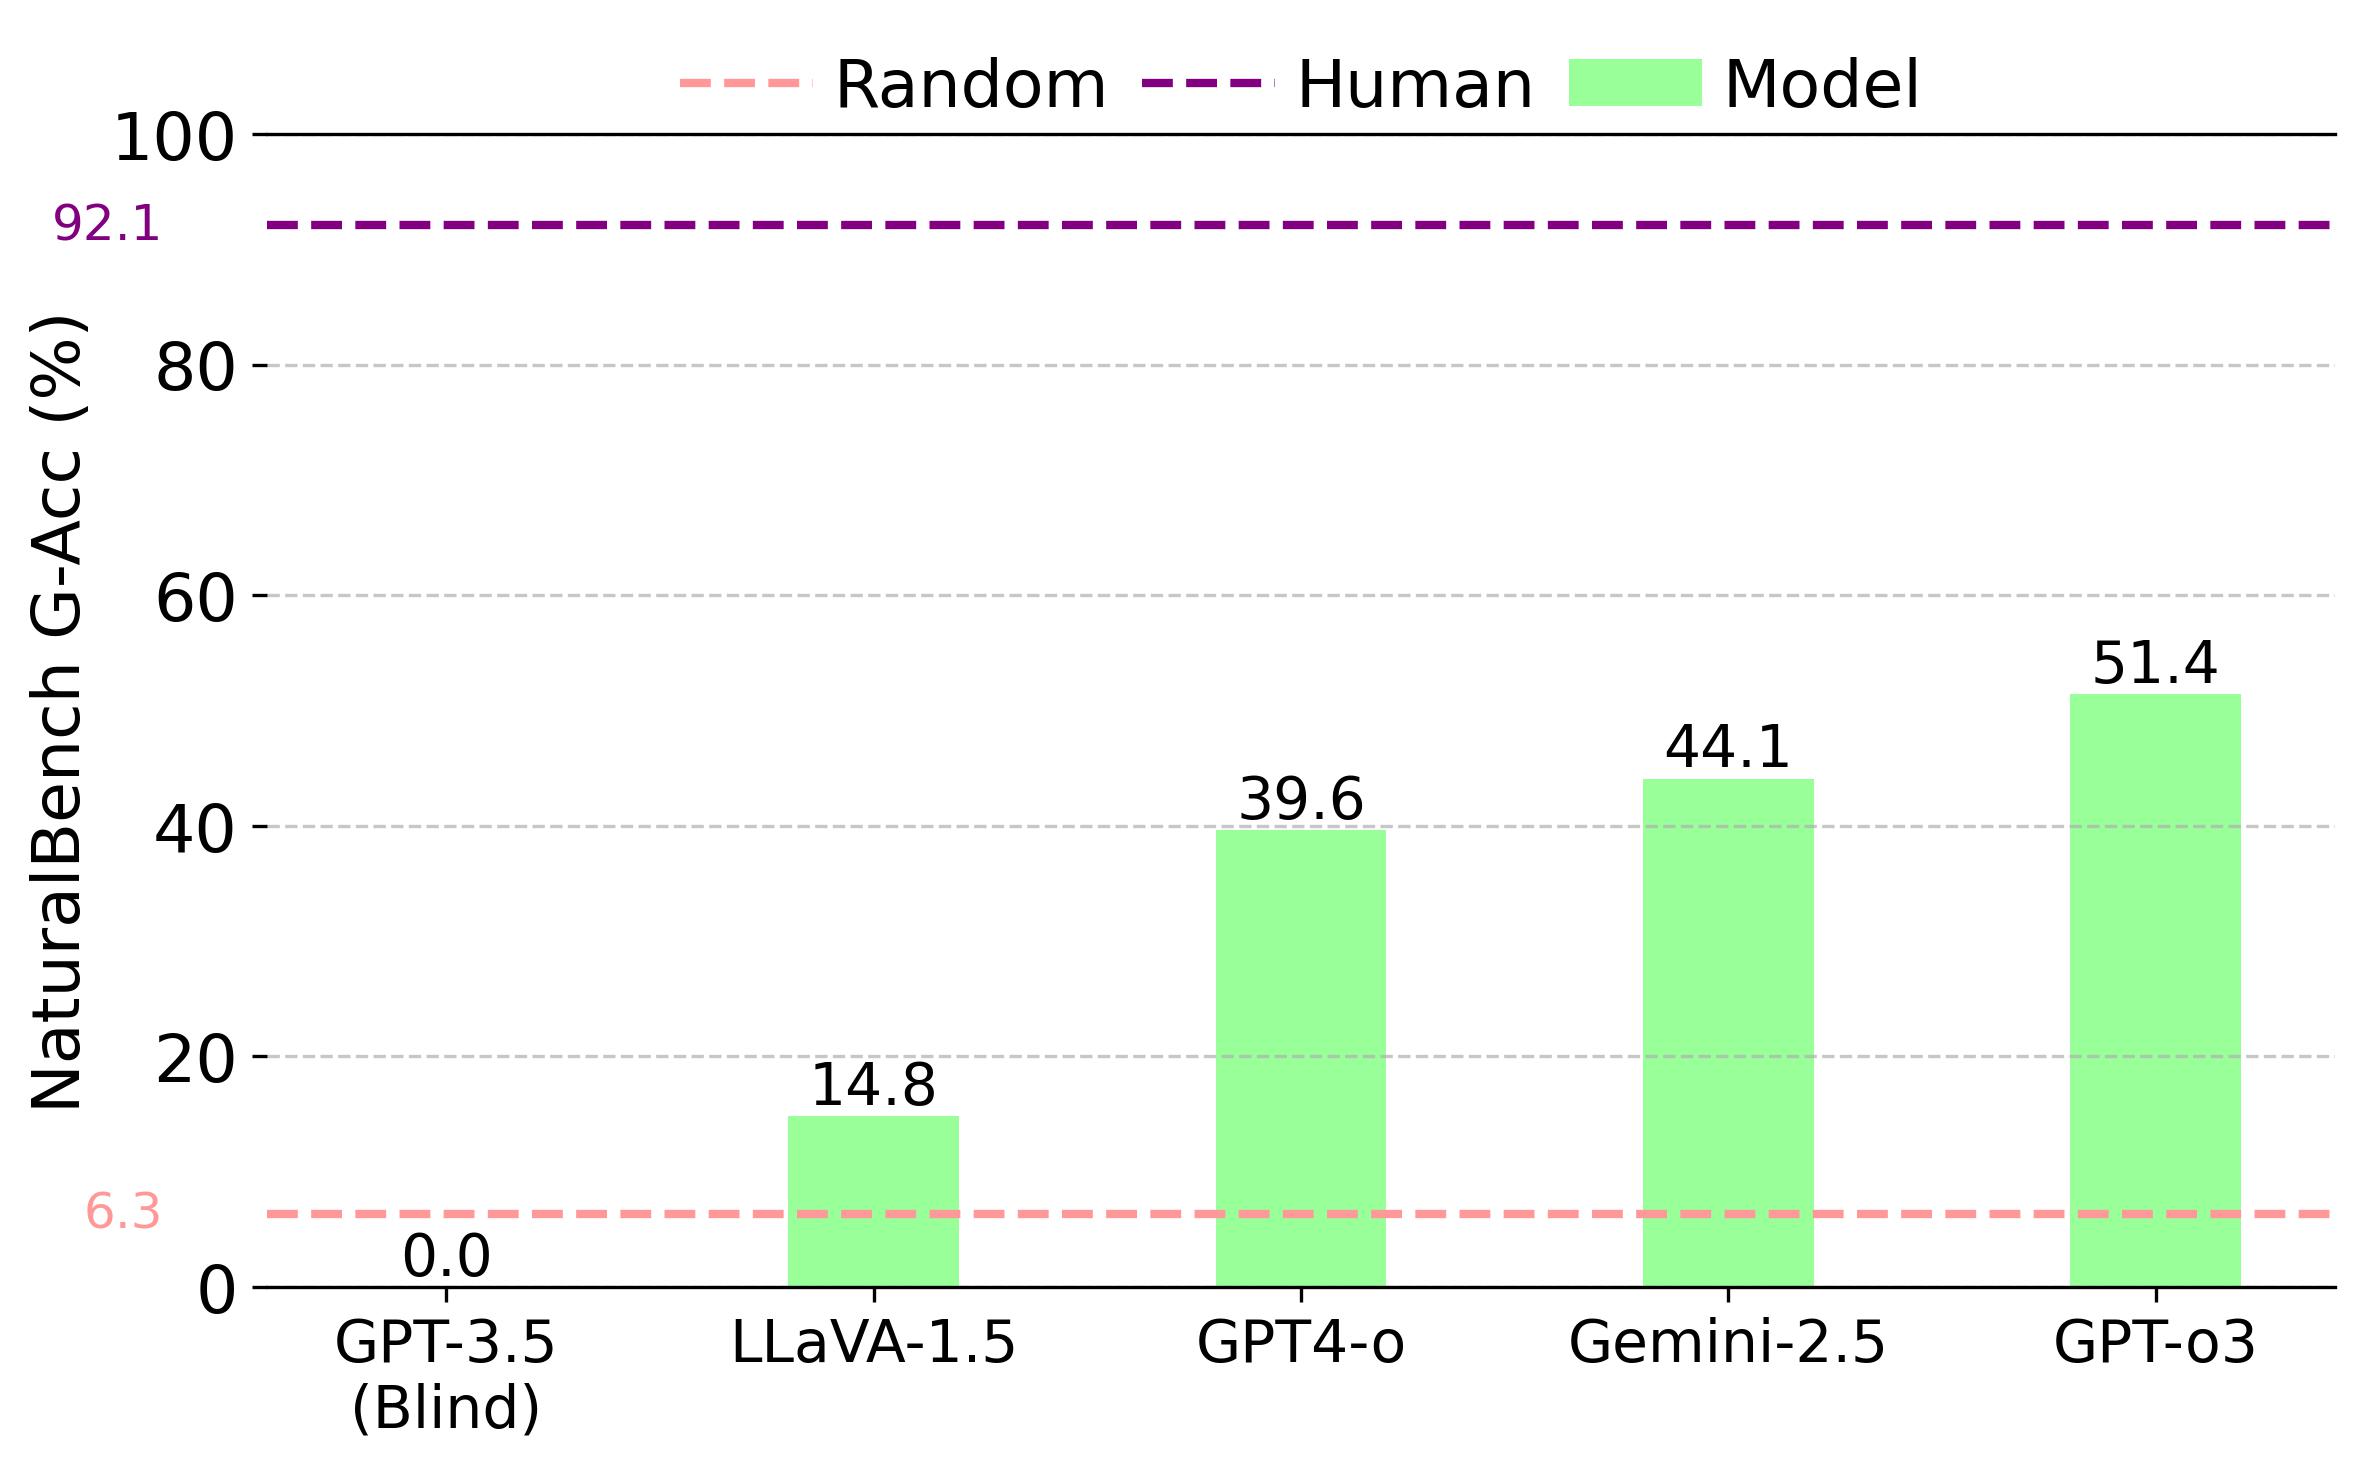 Random Human Model
100
92.1
80
60
40
20
6.3
0
NaturalBench G-Acc (%)
0.0
14.8
39.6
44.1
51.4
GPT-3.5
(Blind)
LLaVA-1.5
GPT4-o
Gemini-2.5
GPT-o3